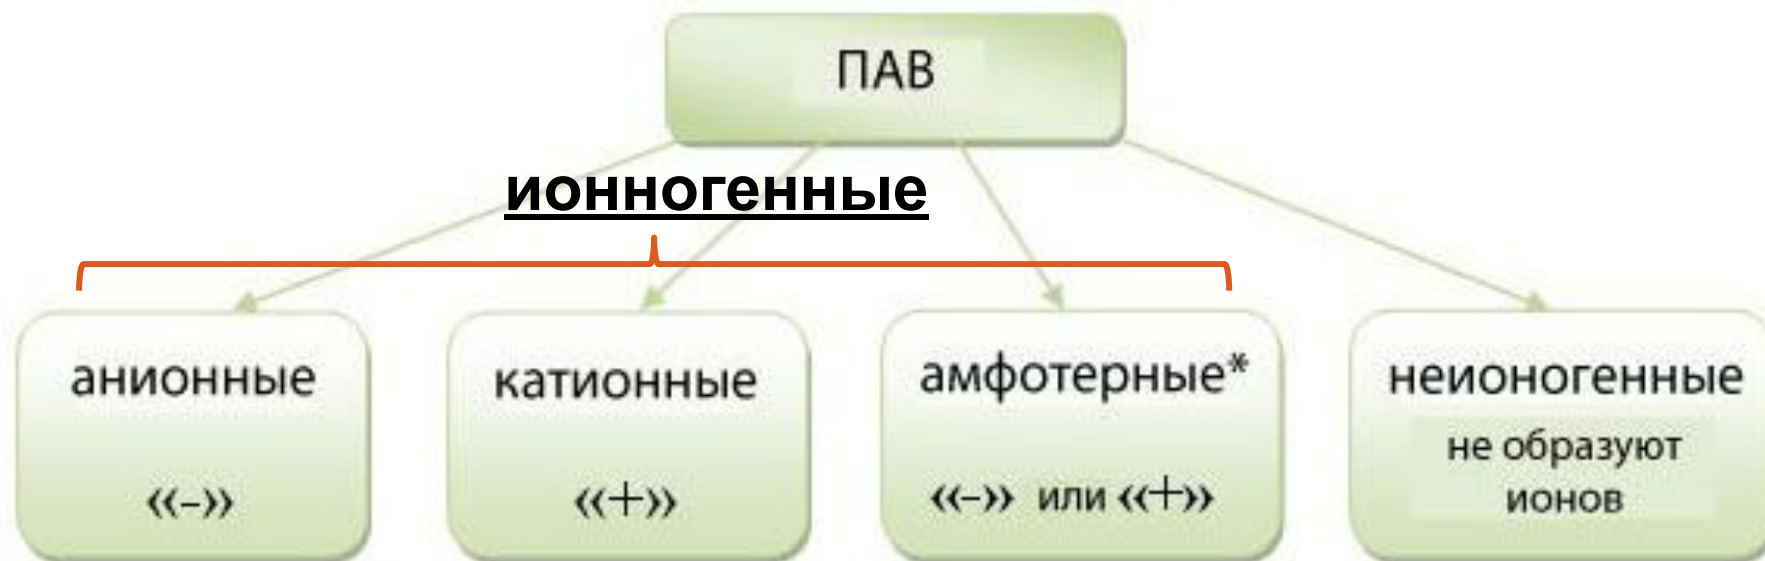 ПАВ
ионногенные
анионные
«-»
катионные
«+»
амфотерные*
«-» или «+»
неионогенные
не образуют
ионов